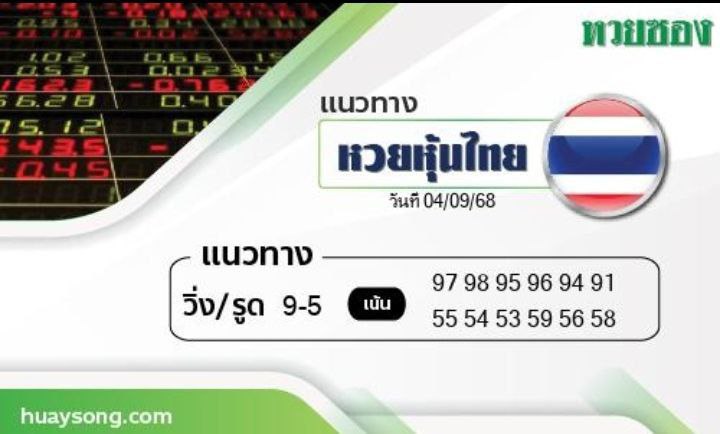 หวยซอง
แนวทาง
หวยหุ้นไทย
วันที่ 04/09/68
แนวทาง
วิ่ง/รูด 9-5 เน้น
97 98 95 96 94 91
55 54 53 59 56 58
huaysong.com